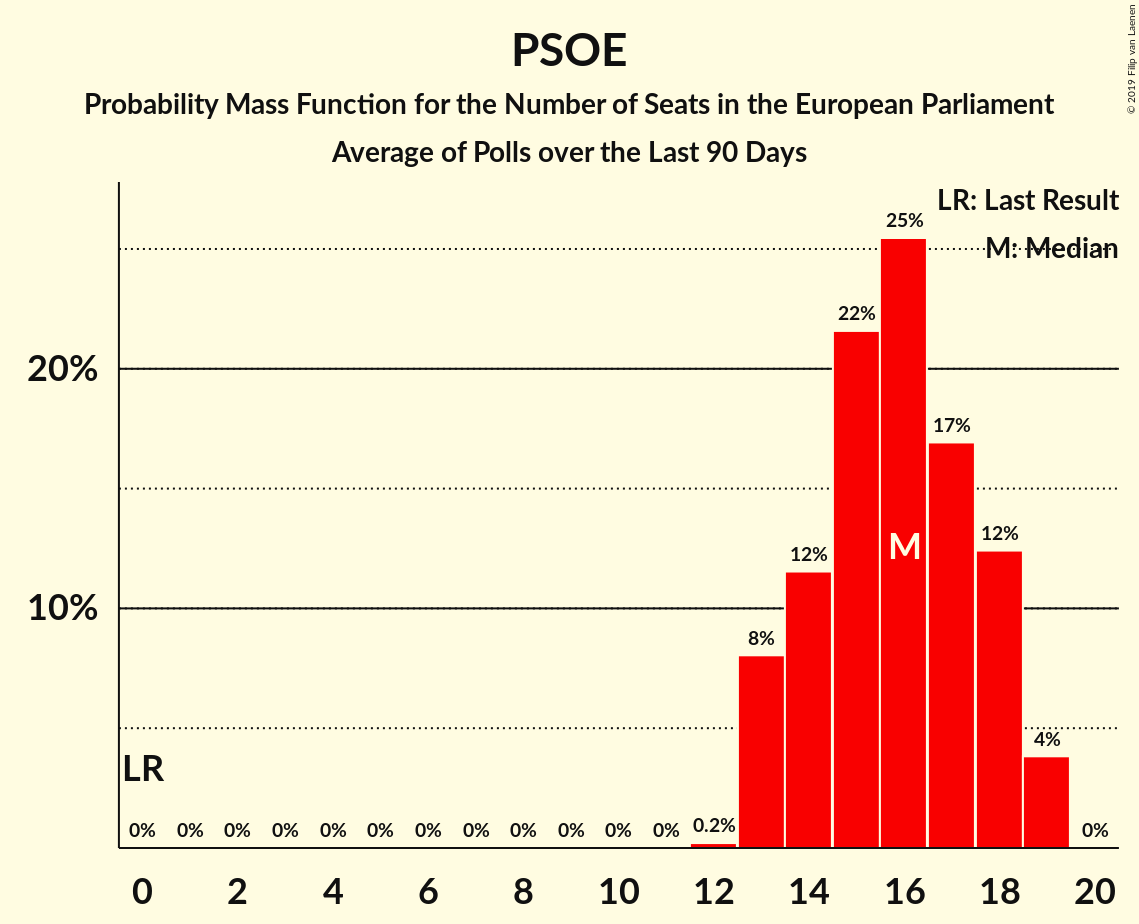 PSOE
Probability Mass Function for the Number of Seats in the European Parliament
Average of Polls over the Last 90 Days
© 2019 Filip van Laenen
LR: Last Result
M: Median
25%
22%
20%
17%
12%
12%
M
10%
8%
4%
LR
0% 0% 0% 0% 0% 0% 0% 0% 0% 0% 0% 0% 0.2% 0%
0 2 4 6 8 10 12 14 16 18 20